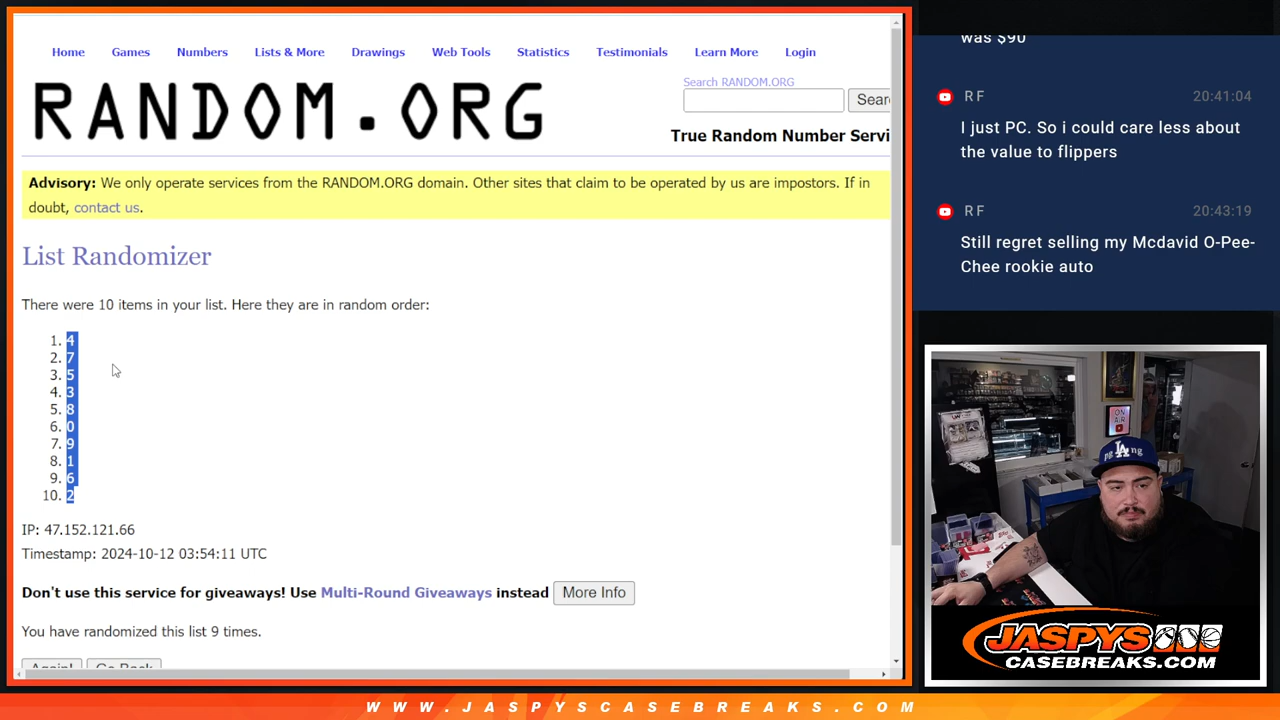 Home Games Numbers Lists & More Drawings Web Tools Statistics Testimonials Learn More Login
RANDOM.ORG
Search RANDOM.ORG
Sear
True Random Number Servi
Advisory: We only operate services from the RANDOM.ORG domain. Other sites that claim to be operated by us are impostors. If in
doubt, contact us.
List Randomizer
There were 10 items in your list. Here they are in random order:
1. 4
2. 7
3. 5
4. 3
5. 8
6. 0
7. 9
8. 1
9. 6
10. 2
IP: 47.152.121.66
Timestamp: 2024-10-12 03:54:11 UTC
Don't use this service for giveaways! Use Multi-Round Giveaways instead More Info
You have randomized this list 9 times.
Again! Go Back
was $90
R F 20:41:04
I just PC. So i could care less about
the value to flippers
R F 20:43:19
Still regret selling my Mcdavid O-Pee-
Chee rookie auto
ON
AIR
LA
JASPYS
CASEBREAKS.COM
WWW.JASPYSCASEBREAKS.COM